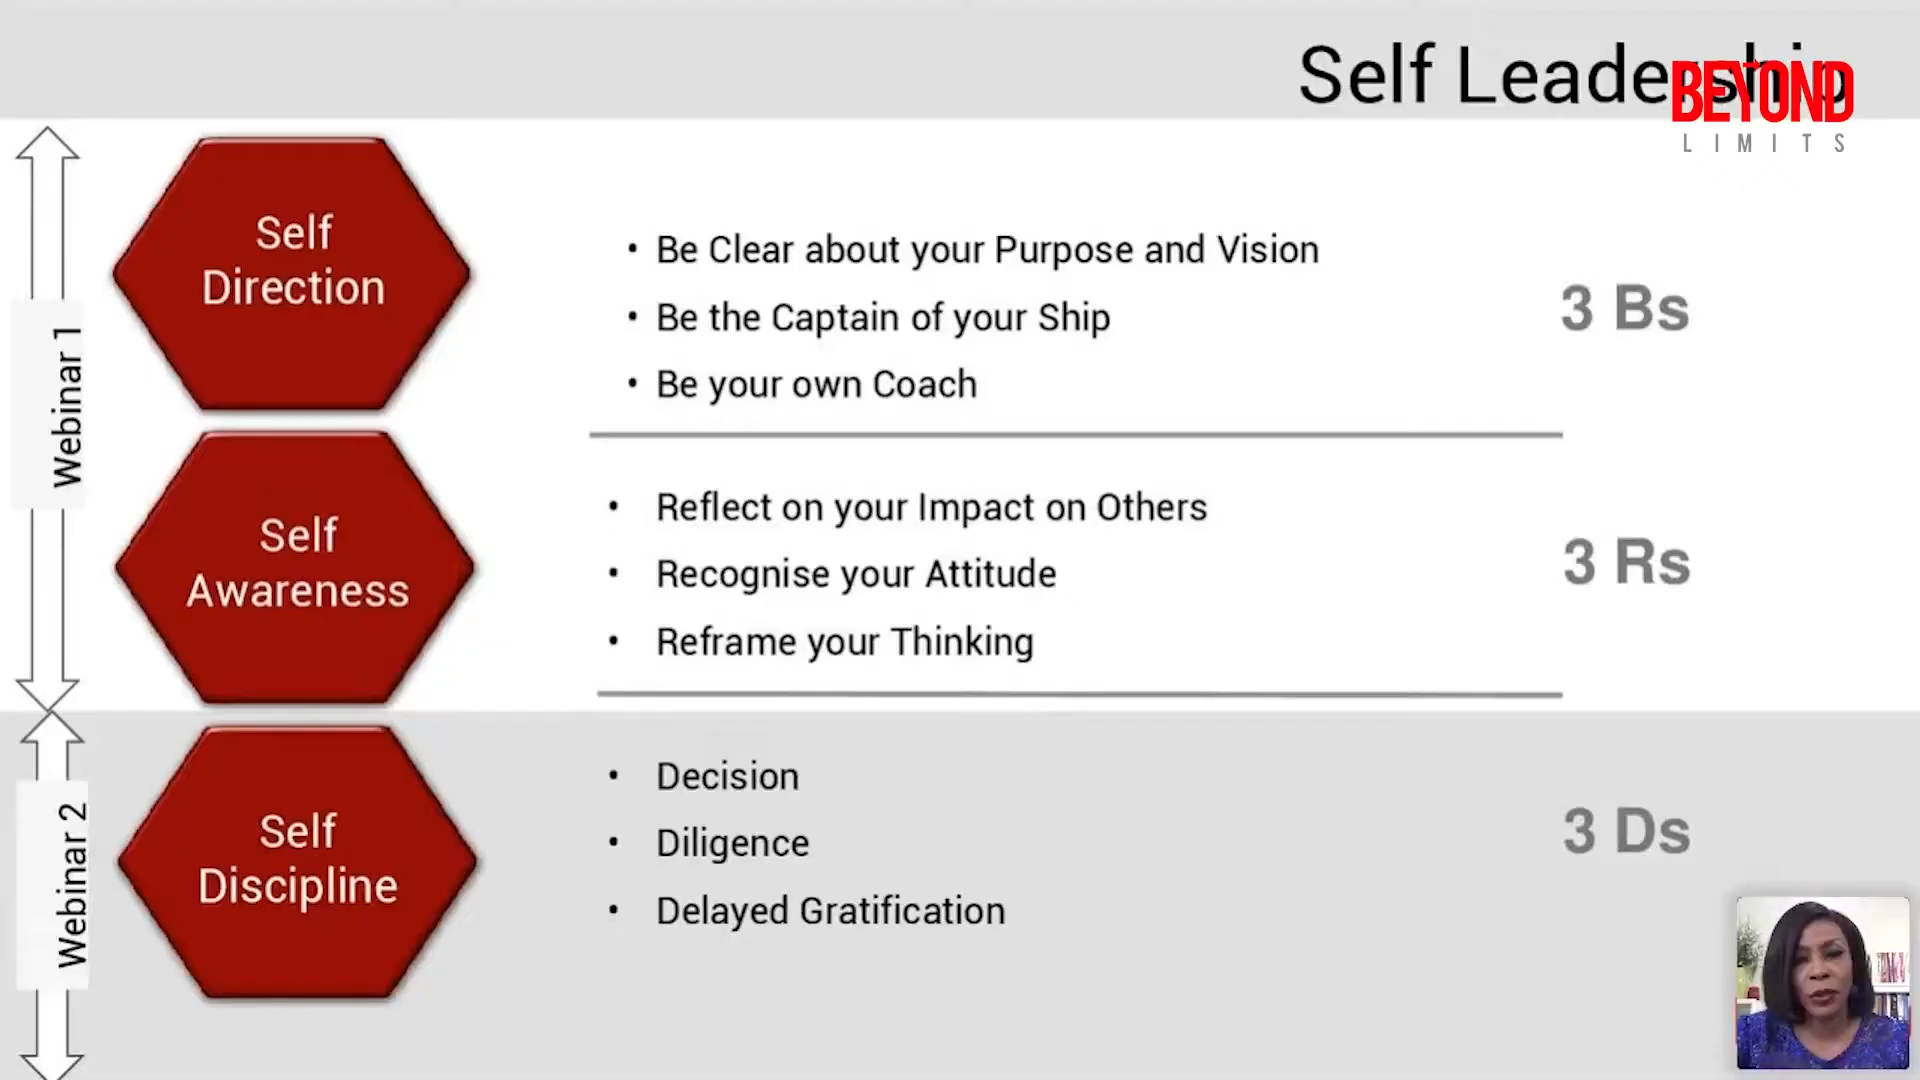 Self Leadership
BEYOND
LIMITS
Webinar 1
Self
Direction
• Be Clear about your Purpose and Vision
• Be the Captain of your Ship
• Be your own Coach
3 Bs
Self
Awareness
• Reflect on your Impact on Others
• Recognise your Attitude
• Reframe your Thinking
3 Rs
Webinar 2
Self
Discipline
• Decision
• Diligence
• Delayed Gratification
3 Ds